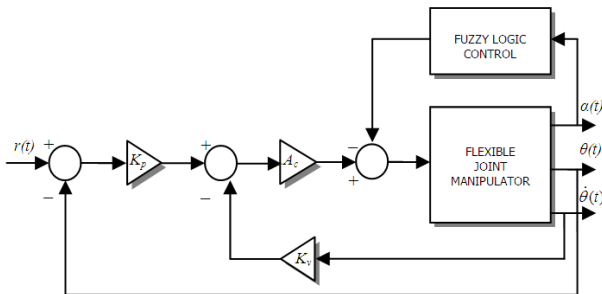 FUZZY LOGIC
CONTROL
α(t)
r(t)
+
−
K_p
+
−
A_c
−
+
FLEXIBLE
JOINT
MANIPULATOR
θ(t)
θ̇(t)
K_v